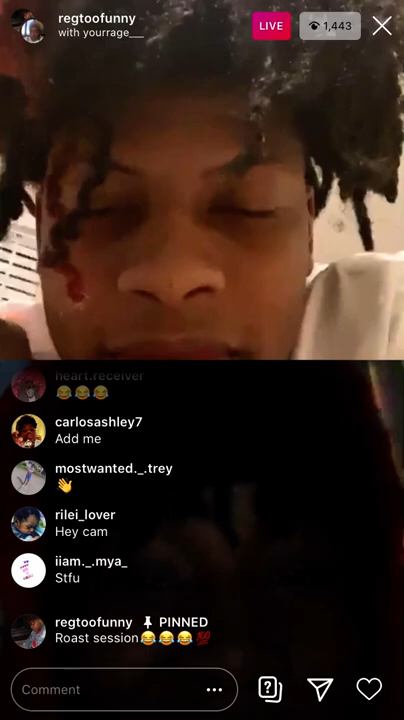 regtoofunny
with yourrage___
LIVE
1,443
heart.receiver
😂😂😂
carlosashley7
Add me
mostwanted._.trey
👋
rilei_lover
Hey cam
iiam._.mya_
Stfu
regtoofunny 📌 PINNED
Roast session😂😂😂💯
Comment